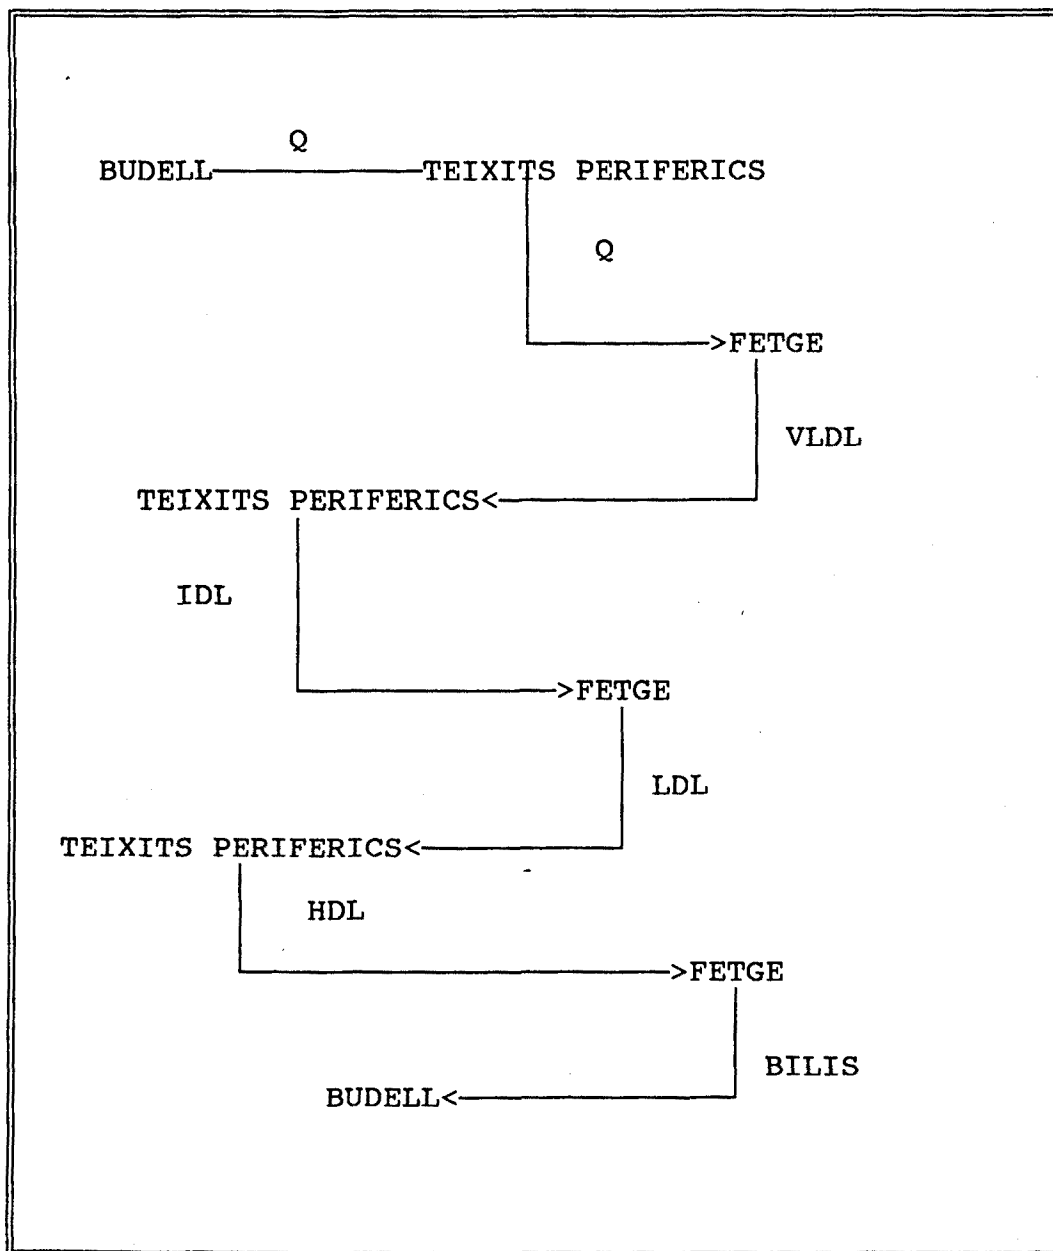 Q
BUDELL TEIXITS PERIFERICS
Q
>FETGE
VLDL
TEIXITS PERIFERICS<
IDL
>FETGE
LDL
TEIXITS PERIFERICS<
HDL
>FETGE
BILIS
BUDELL<